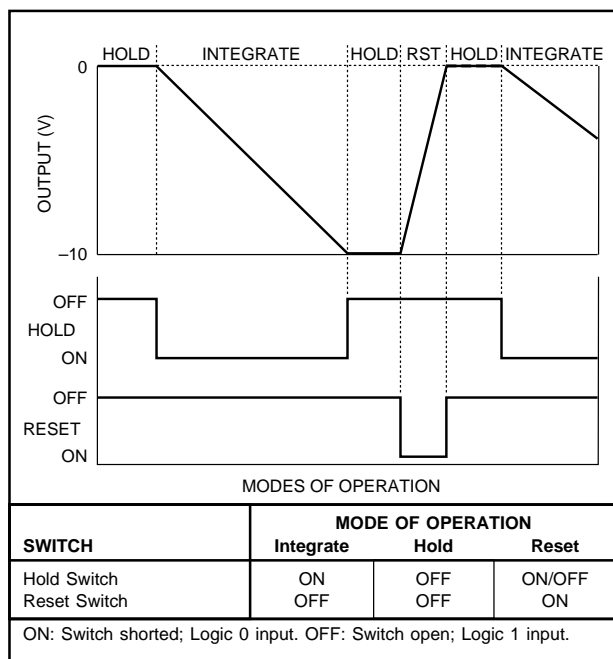 HOLD INTEGRATE HOLD RST HOLD INTEGRATE
0
OUTPUT (V)
–10
OFF
HOLD
ON
OFF
RESET
ON
MODES OF OPERATION
MODE OF OPERATION
SWITCH Integrate Hold Reset
Hold Switch ON OFF ON/OFF
Reset Switch OFF OFF ON
ON: Switch shorted; Logic 0 input. OFF: Switch open; Logic 1 input.